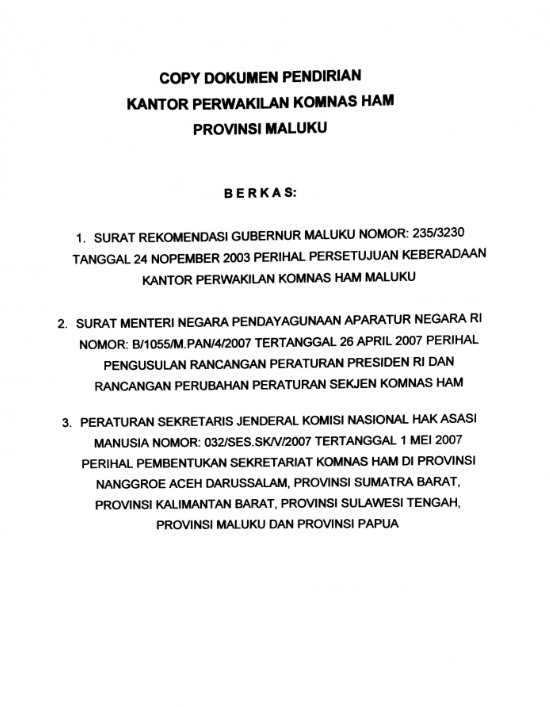 COPY DOKUMEN PENDIRIAN
KANTOR PERWAKILAN KOMNAS HAM
PROVINSI MALUKU
B E R K A S:
1. SURAT REKOMENDASI GUBERNUR MALUKU NOMOR: 235/3230
TANGGAL 24 NOPEMBER 2003 PERIHAL PERSETUJUAN KEBERADAAN
KANTOR PERWAKILAN KOMNAS HAM MALUKU
2. SURAT MENTERI NEGARA PENDAYAGUNAAN APARATUR NEGARA RI
NOMOR: B/1055/M.PAN/4/2007 TERTANGGAL 26 APRIL 2007 PERIHAL
PENGUSULAN RANCANGAN PERATURAN PRESIDEN RI DAN
RANCANGAN PERUBAHAN PERATURAN SEKJEN KOMNAS HAM
3. PERATURAN SEKRETARIS JENDERAL KOMISI NASIONAL HAK ASASI
MANUSIA NOMOR: 032/SES.SK/V/2007 TERTANGGAL 1 MEI 2007
PERIHAL PEMBENTUKAN SEKRETARIAT KOMNAS HAM DI PROVINSI
NANGGROE ACEH DARUSSALAM, PROVINSI SUMATRA BARAT,
PROVINSI KALIMANTAN BARAT, PROVINSI SULAWESI TENGAH,
PROVINSI MALUKU DAN PROVINSI PAPUA